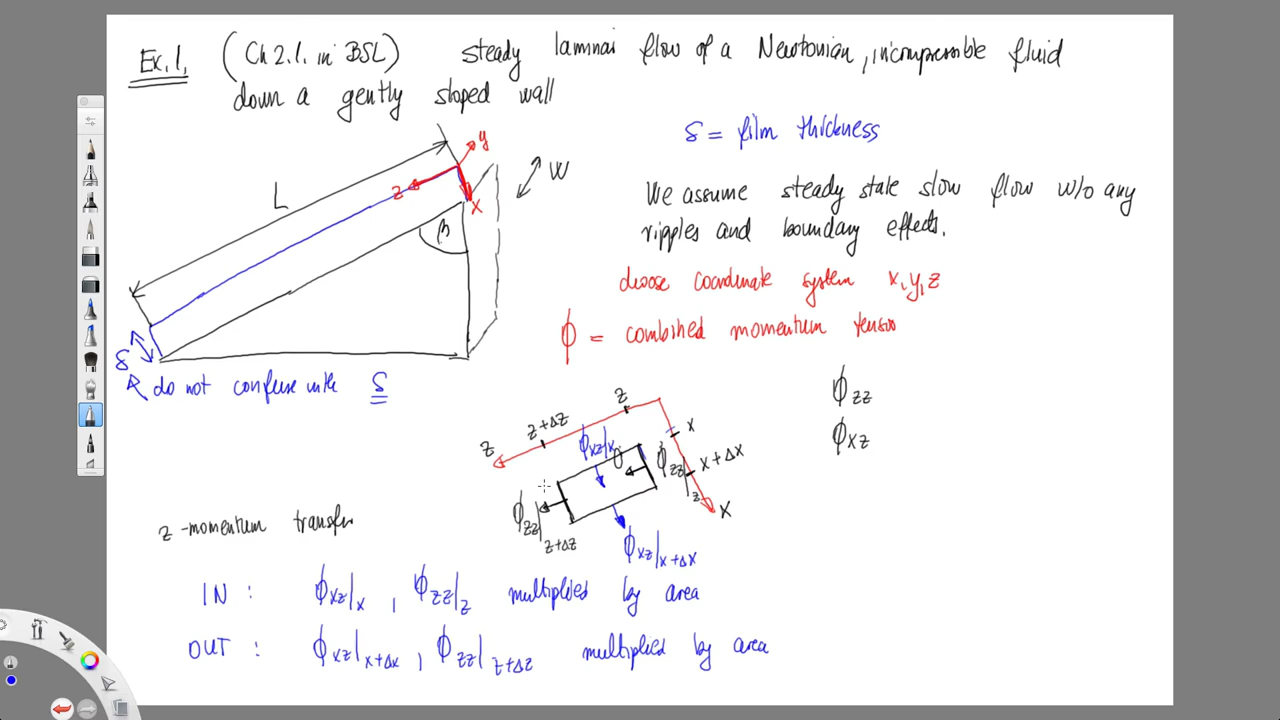 Ex.1. (Ch 2.1. in BSL) steady laminar flow of a Newtonian, incompressible fluid
down a gently sloped wall
δ = film thickness
L
y
z
x
W
β
We assume steady state slow flow w/o any
ripples and boundary effects.
choose coordinate system x,y,z
ϕ = combined momentum tensor
δ
do not confuse with S
z
z+Δz
z
x
x+Δx
x
ϕxz|x
ϕzz|z
ϕzz|z+Δz
ϕxz|x+Δx
ϕzz
ϕxz
z-momentum transfer
IN : ϕxz|x , ϕzz|z multiplied by area
OUT : ϕxz|x+Δx , ϕzz|z+Δz multiplied by area